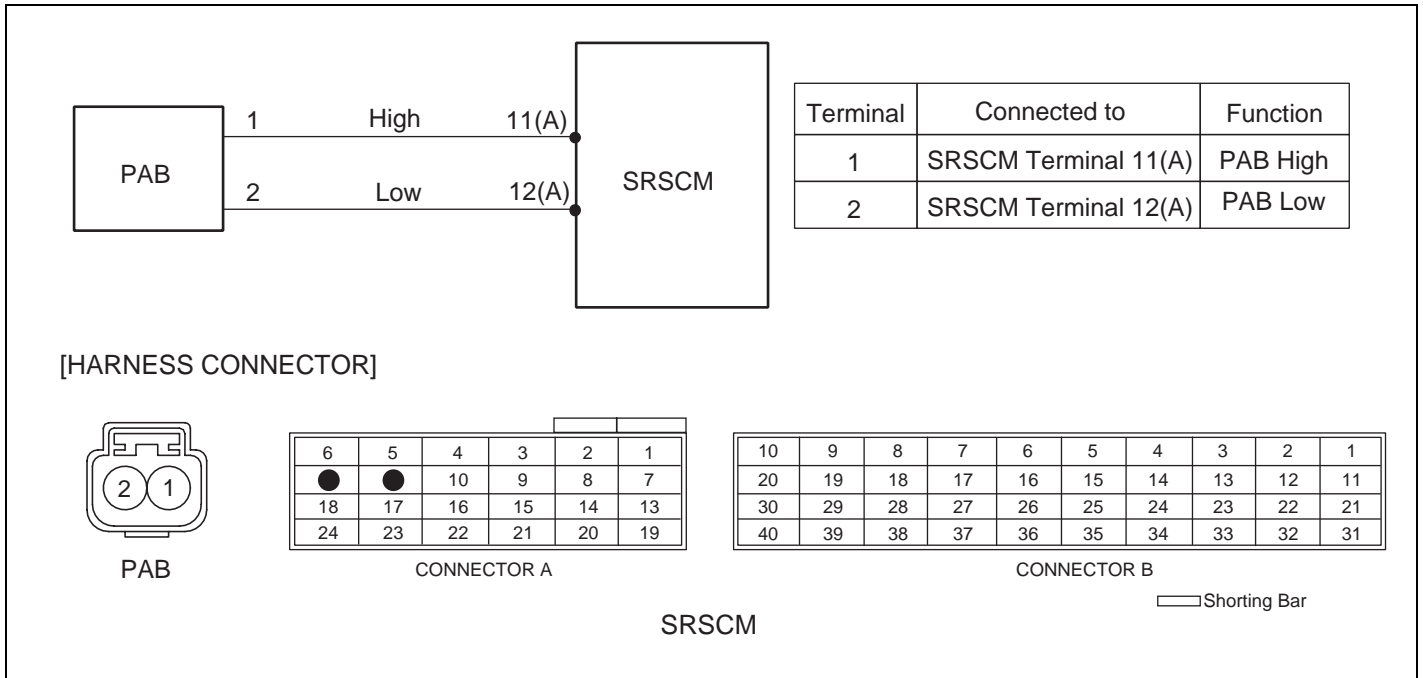 PAB
1 High 11(A)
2 Low 12(A)
SRSCM
Terminal Connected to Function
1 SRSCM Terminal 11(A) PAB High
2 SRSCM Terminal 12(A) PAB Low
[HARNESS CONNECTOR]
2 1
PAB
6 5 4 3 2 1
10 9 8 7
18 17 16 15 14 13
24 23 22 21 20 19
CONNECTOR A
10 9 8 7 6 5 4 3 2 1
20 19 18 17 16 15 14 13 12 11
30 29 28 27 26 25 24 23 22 21
40 39 38 37 36 35 34 33 32 31
CONNECTOR B
Shorting Bar
SRSCM